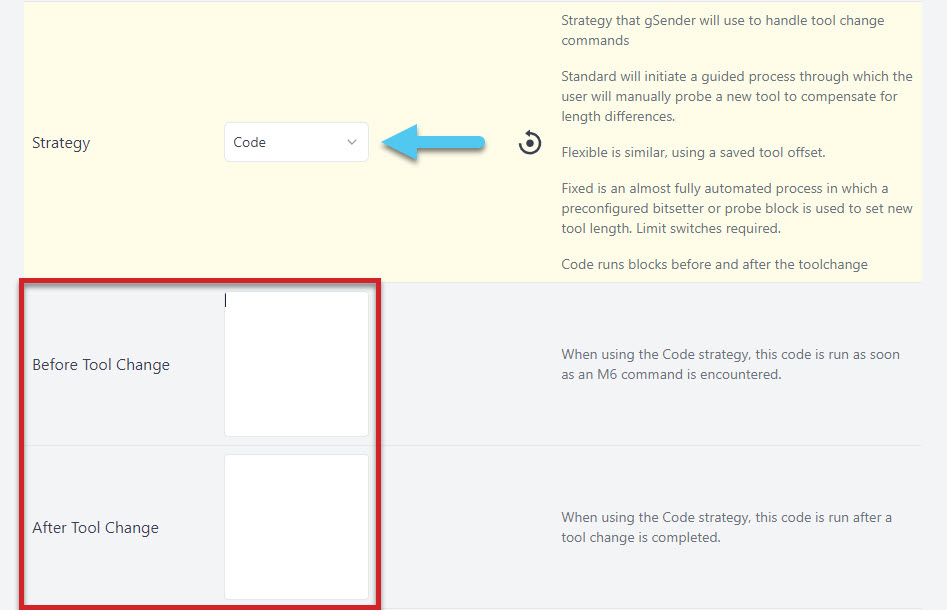 Strategy that gSender will use to handle tool change
commands
Standard will initiate a guided process through which the
user will manually probe a new tool to compensate for
length differences.
Strategy
Code
Flexible is similar, using a saved tool offset.
Fixed is an almost fully automated process in which a
preconfigured bitsetter or probe block is used to set new
tool length. Limit switches required.
Code runs blocks before and after the toolchange
Before Tool Change
When using the Code strategy, this code is run as soon
as an M6 command is encountered.
After Tool Change
When using the Code strategy, this code is run after a
tool change is completed.